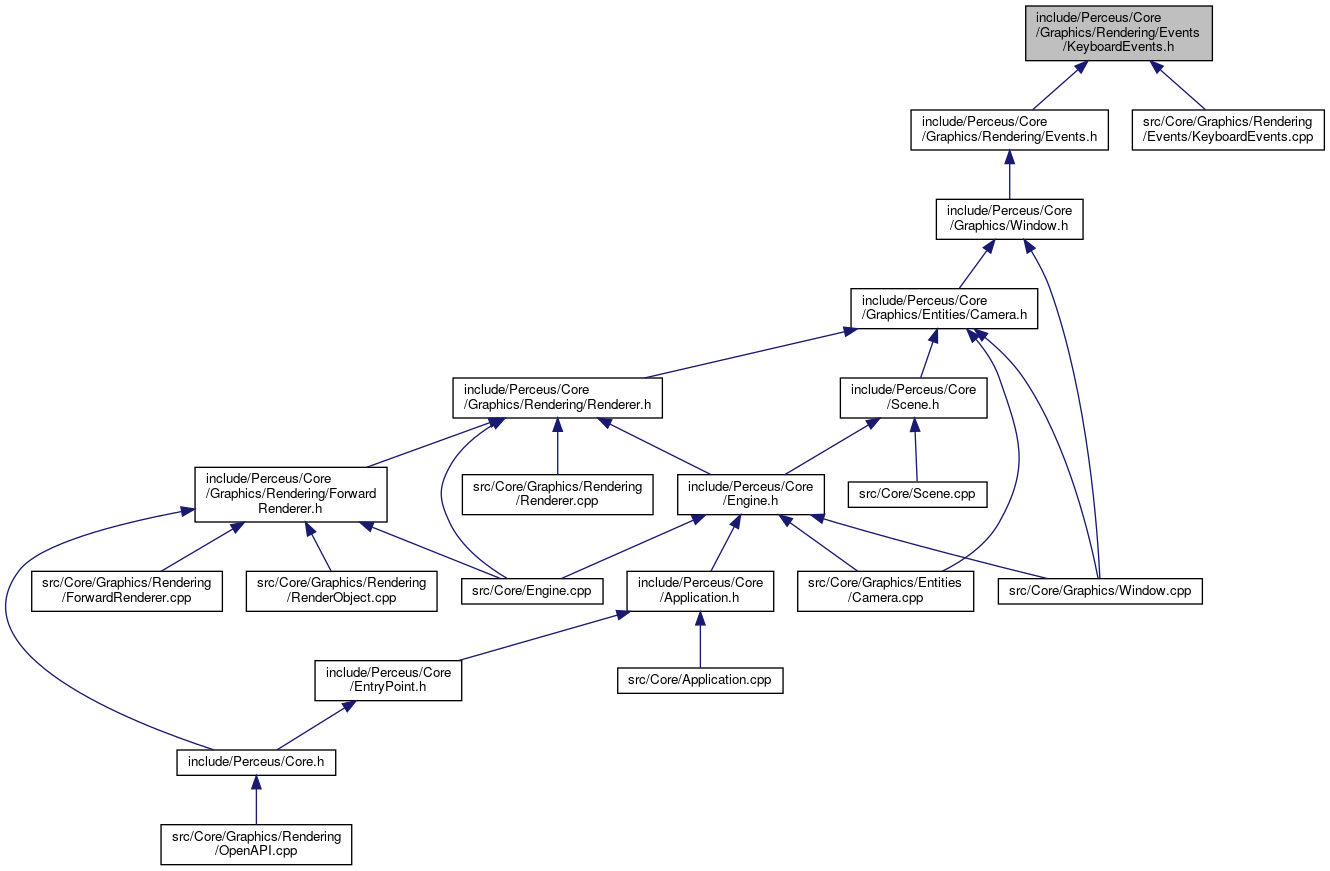 include/Perceus/Core
/Graphics/Rendering/Events
/KeyboardEvents.h
include/Perceus/Core
/Graphics/Rendering/Events.h
src/Core/Graphics/Rendering
/Events/KeyboardEvents.cpp
include/Perceus/Core
/Graphics/Window.h
include/Perceus/Core
/Graphics/Entities/Camera.h
include/Perceus/Core
/Graphics/Rendering/Renderer.h
include/Perceus/Core
/Scene.h
include/Perceus/Core
/Graphics/Rendering/Forward
Renderer.h
src/Core/Graphics/Rendering
/Renderer.cpp
include/Perceus/Core
/Engine.h
src/Core/Scene.cpp
src/Core/Graphics/Rendering
/ForwardRenderer.cpp
src/Core/Graphics/Rendering
/RenderObject.cpp
src/Core/Engine.cpp
include/Perceus/Core
/Application.h
src/Core/Graphics/Entities
/Camera.cpp
src/Core/Graphics/Window.cpp
include/Perceus/Core
/EntryPoint.h
src/Core/Application.cpp
include/Perceus/Core.h
src/Core/Graphics/Rendering
/OpenAPI.cpp